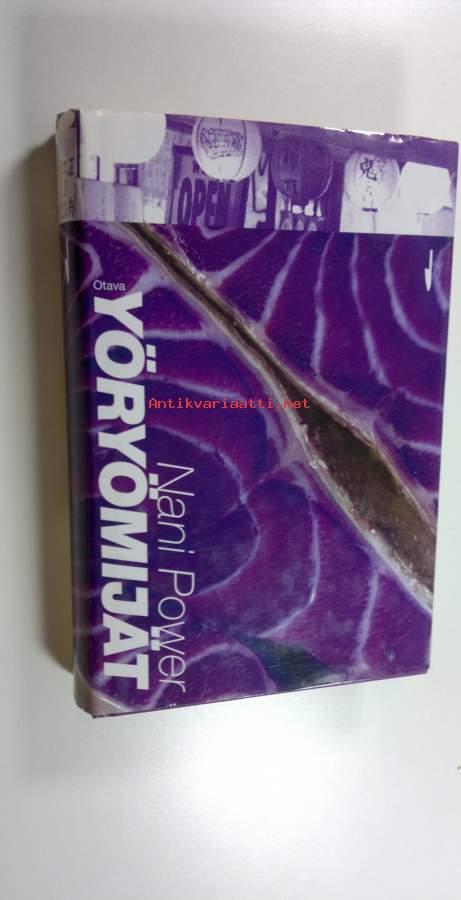 OPEN
Otava
YÖRYÖMIJÄT
Nani Power
Antikvariaatti.net